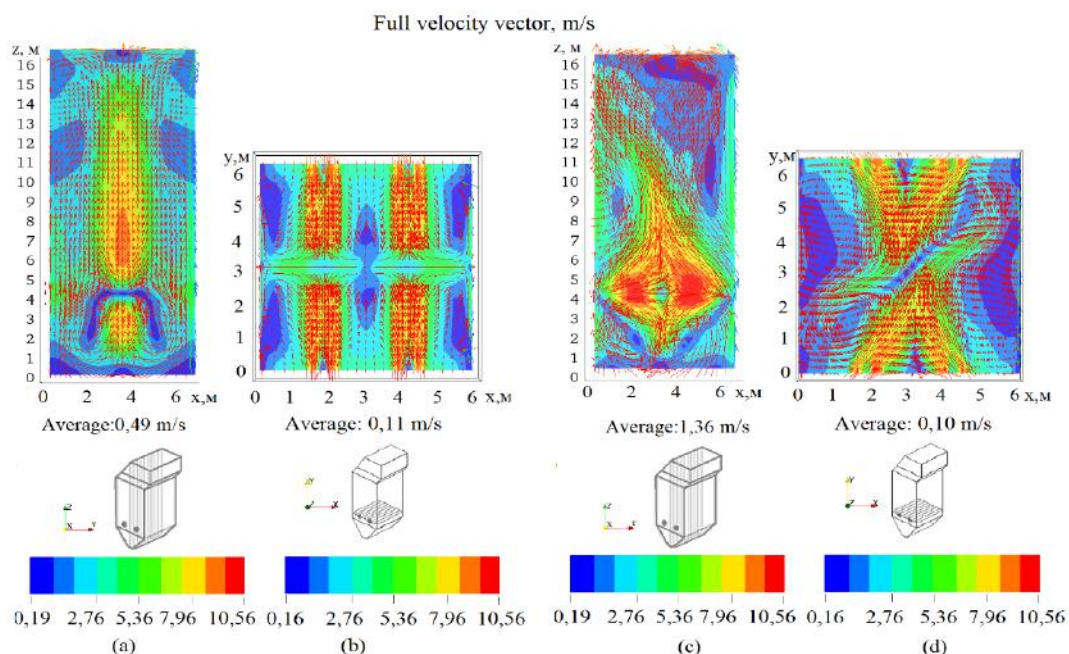 Full velocity vector, m/s
z, м
16
15
14
13
12
11
10
9
8
7
6
5
4
3
2
1
0
2 4 6 х,м
Average:0,49 m/s
y,м
6
5
4
3
2
1
0
0 1 2 3 4 5 6 х,м
Average: 0,11 m/s
z, м
16
15
14
13
12
11
10
9
8
7
6
5
4
3
2
1
0
2 4 6 х,м
Average:1,36 m/s
y,м
6
5
4
3
2
1
0
0 1 2 3 4 5 6 х,м
Average: 0,10 m/s
Z
X Y
Y
Z X
Z
X Y
Y
Z X
0,19 2,76 5,36 7,96 10,56
(a)
0,16 2,76 5,36 7,96 10,56
(b)
0,19 2,76 5,36 7,96 10,56
(c)
0,16 2,76 5,36 7,96 10,56
(d)